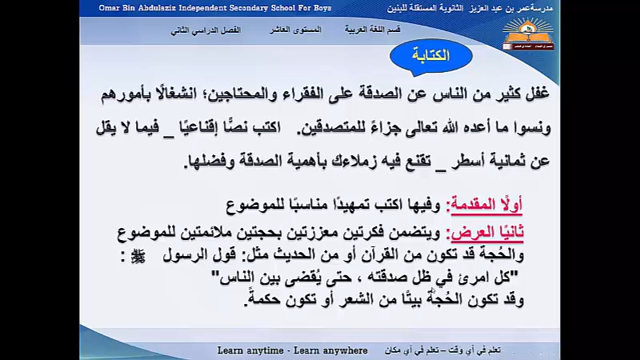 Omar Bin Abdulaziz Independent Secondary School For Boys
مدرسةعمر بن عبد العزيز الثانوية المستقلة للبنين
قسم اللغة العربية
المستوى العاشر
الفصل الدراسي الثاني
الكتابة
غفل كثير من الناس عن الصدقة على الفقراء والمحتاجين؛ انشغالًا بأمورهم
ونسوا ما أعده الله تعالى جزاءً للمتصدقين. اكتب نصًّا إقناعيًّا _ فيما لا يقل
عن ثمانية أسطر _ تقنع فيه زملاءك بأهمية الصدقة وفضلها.
أولًا المقدمة: وفيها اكتب تمهيدًا مناسبًا للموضوع
ثانيًا العرض: ويتضمن فكرتين معززتين بحجتين ملائمتين للموضوع
والحُجة قد تكون من القرآن أو من الحديث مثل: قول الرسول ﷺ :
"كل امرئ في ظل صدقته ، حتى يُقضى بين الناس"
وقد تكون الحُجةُ بيتًا من الشعر أو تكون حكمةً.
Learn anytime - Learn anywhere
تعلم في أي وقت – تعلم في أي مكان